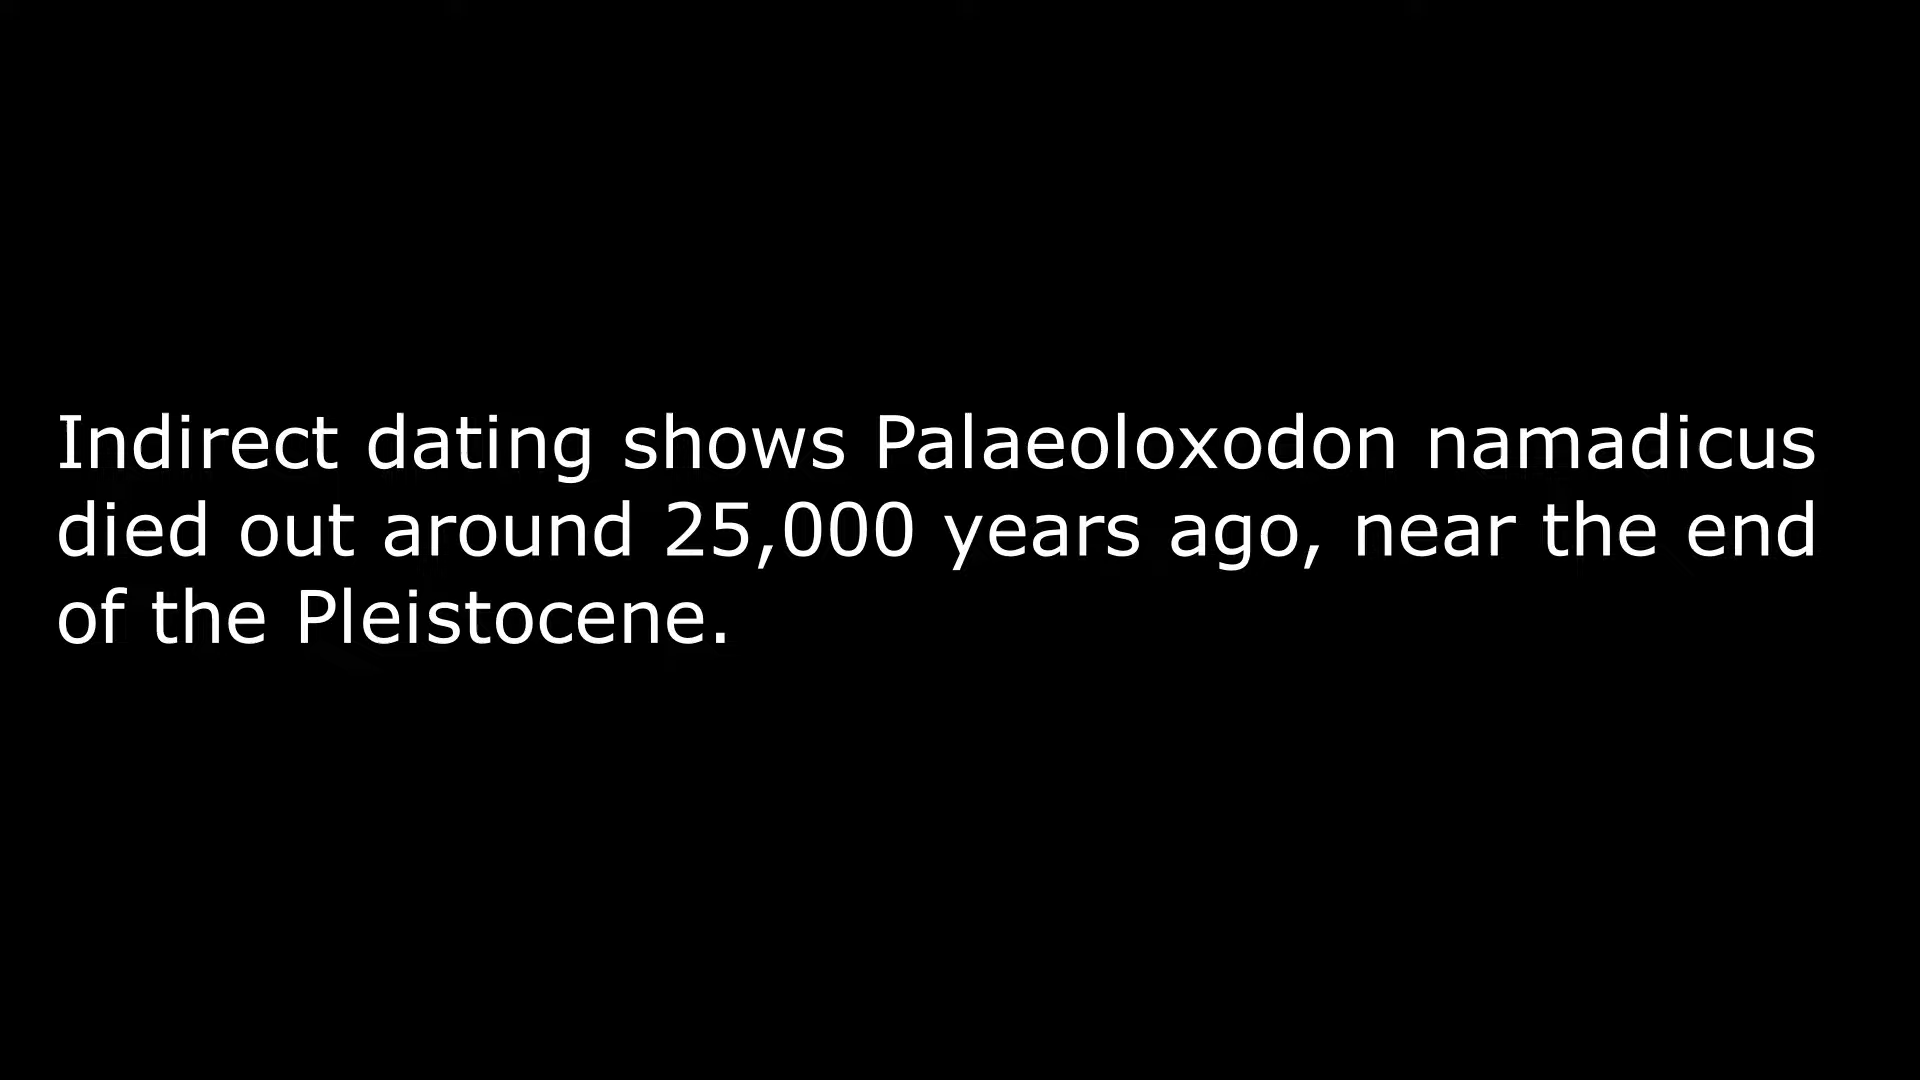 Indirect dating shows Palaeoloxodon namadicus
died out around 25,000 years ago, near the end
of the Pleistocene.